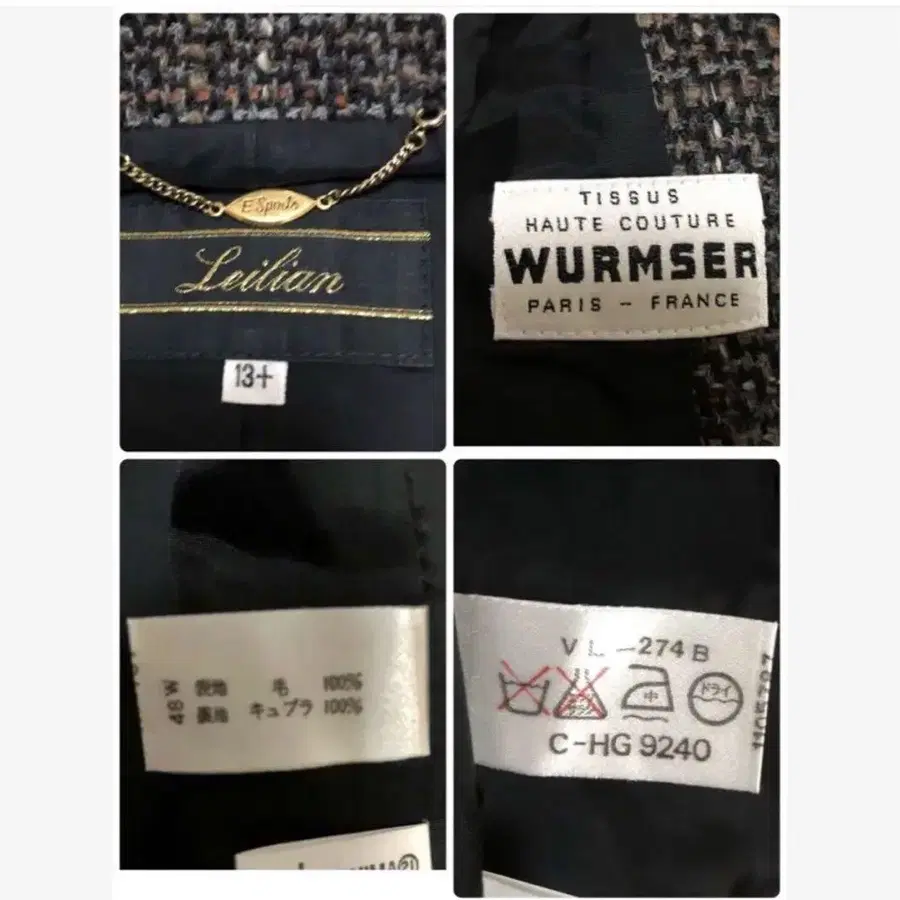 Leilian
13+
TISSUS
HAUTE COUTURE
WURMSER
PARIS - FRANCE
48W
表地 毛 100%
裏地 キュプラ 100%
VL-274B
中 ドライ
C-HG 9240